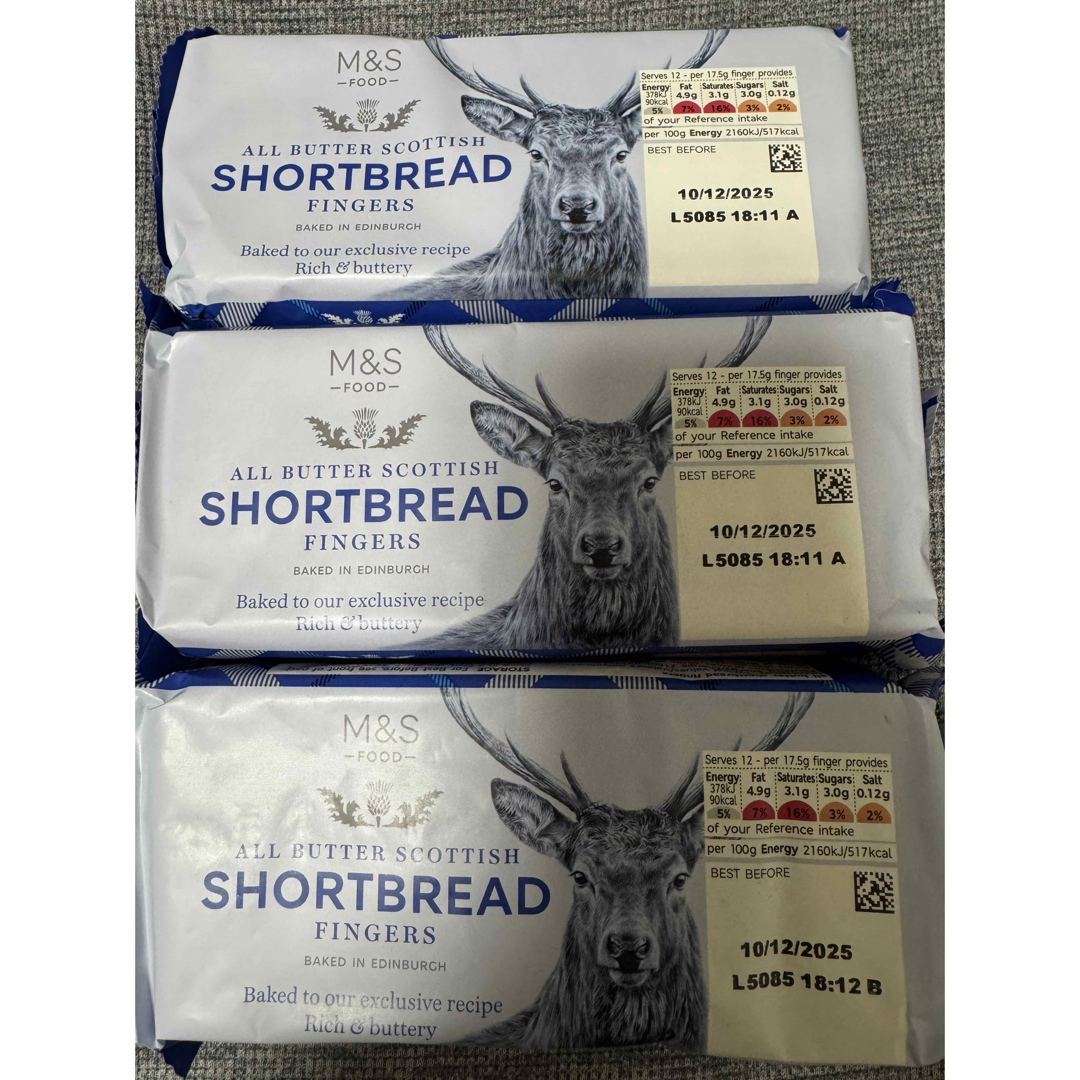 M&S
—FOOD—
ALL BUTTER SCOTTISH
SHORTBREAD
FINGERS
BAKED IN EDINBURGH
Baked to our exclusive recipe
Rich & buttery
Serves 12 - per 17.5g finger provides
Energy Fat Saturates Sugars Salt
378kJ 4.9g 3.1g 3.0g 0.12g
90kcal
5% 7% 16% 3% 2%
of your Reference intake
per 100g Energy 2160kJ/517kcal
BEST BEFORE
10/12/2025
L5085 18:11 A
M&S
—FOOD—
ALL BUTTER SCOTTISH
SHORTBREAD
FINGERS
BAKED IN EDINBURGH
Baked to our exclusive recipe
Rich & buttery
Serves 12 - per 17.5g finger provides
Energy Fat Saturates Sugars Salt
378kJ 4.9g 3.1g 3.0g 0.12g
90kcal
5% 7% 16% 3% 2%
of your Reference intake
per 100g Energy 2160kJ/517kcal
BEST BEFORE
10/12/2025
L5085 18:11 A
STORAGE For Best Before see front of pack
M&S
—FOOD—
ALL BUTTER SCOTTISH
SHORTBREAD
FINGERS
BAKED IN EDINBURGH
Baked to our exclusive recipe
Rich & buttery
Serves 12 - per 17.5g finger provides
Energy Fat Saturates Sugars Salt
378kJ 4.9g 3.1g 3.0g 0.12g
90kcal
5% 7% 16% 3% 2%
of your Reference intake
per 100g Energy 2160kJ/517kcal
BEST BEFORE
10/12/2025
L5085 18:12 B